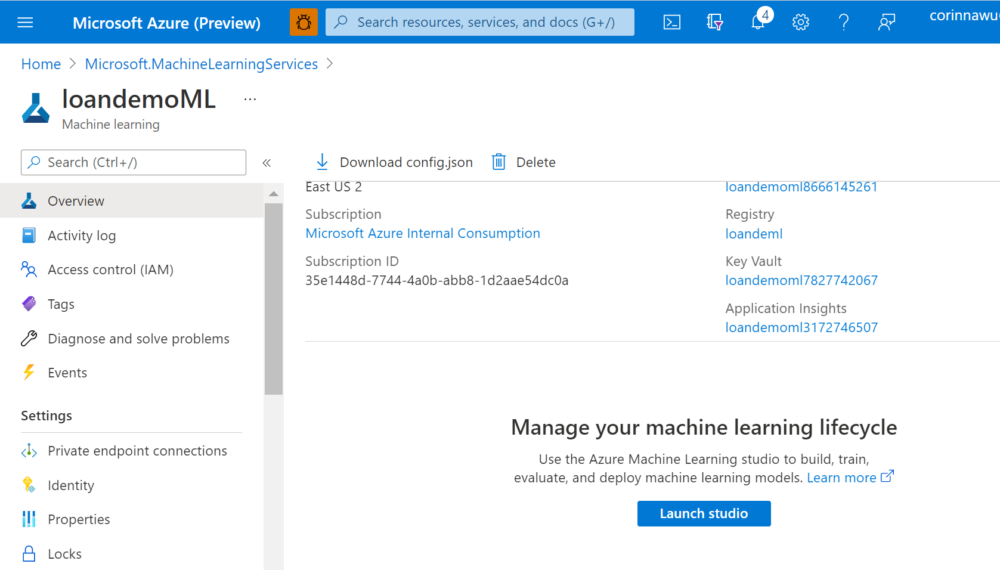 Microsoft Azure (Preview)
Search resources, services, and docs (G+/)
4
corinnawu
Home > Microsoft.MachineLearningServices >
loandemoML ...
Machine learning
Search (Ctrl+/)
«
Download config.json
Delete
Overview
Activity log
Access control (IAM)
Tags
Diagnose and solve problems
Events
Settings
Private endpoint connections
Identity
Properties
Locks
East US 2
Subscription
Microsoft Azure Internal Consumption
Subscription ID
35e1448d-7744-4a0b-abb8-1d2aae54dc0a
loandemoml8666145261
Registry
loandeml
Key Vault
loandemoml7827742067
Application Insights
loandemoml3172746507
Manage your machine learning lifecycle
Use the Azure Machine Learning studio to build, train,
evaluate, and deploy machine learning models. Learn more
Launch studio